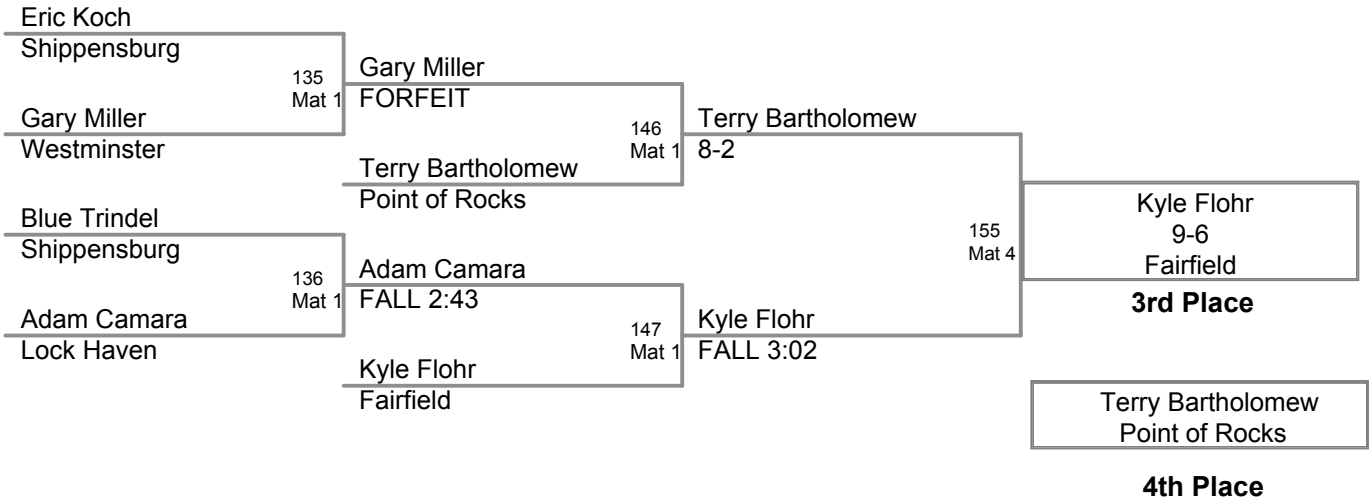 Eric Koch
Shippensburg
135
Mat 1
Gary Miller
Westminster
Gary Miller
FORFEIT
146
Mat 1
Terry Bartholomew
Point of Rocks
Terry Bartholomew
8-2
Blue Trindel
Shippensburg
136
Mat 1
Adam Camara
Lock Haven
Adam Camara
FALL 2:43
147
Mat 1
Kyle Flohr
Fairfield
Kyle Flohr
FALL 3:02
155
Mat 4
Kyle Flohr
9-6
Fairfield
3rd Place
Terry Bartholomew
Point of Rocks
4th Place